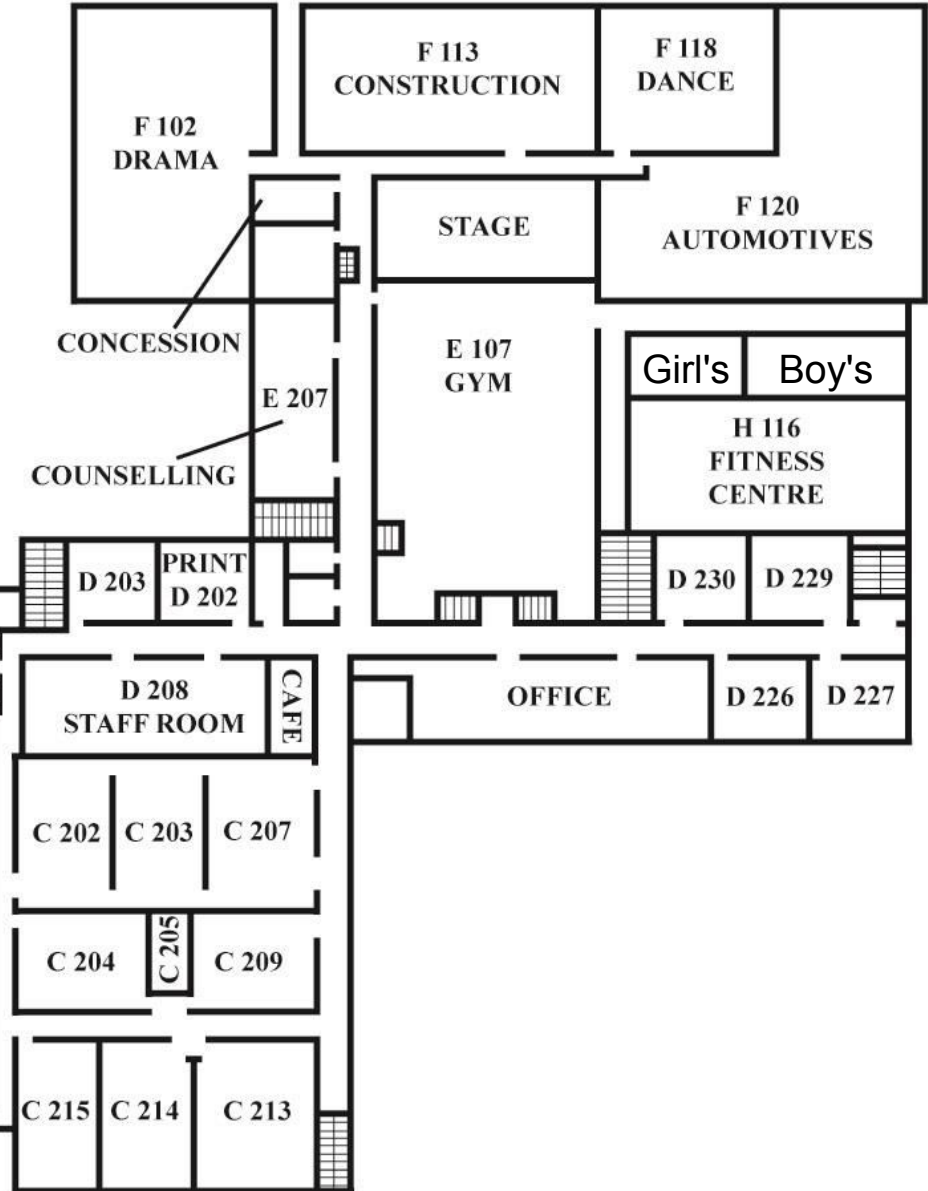 F 113
CONSTRUCTION
F 118
DANCE
F 102
DRAMA
STAGE
F 120
AUTOMOTIVES
CONCESSION
E 107
GYM
Girl's
Boy's
E 207
H 116
FITNESS
CENTRE
COUNSELLING
D 203
PRINT
D 202
D 230
D 229
D 208
STAFF ROOM
CAFE
OFFICE
D 226
D 227
C 202
C 203
C 207
C 204
C 205
C 209
C 215
C 214
C 213